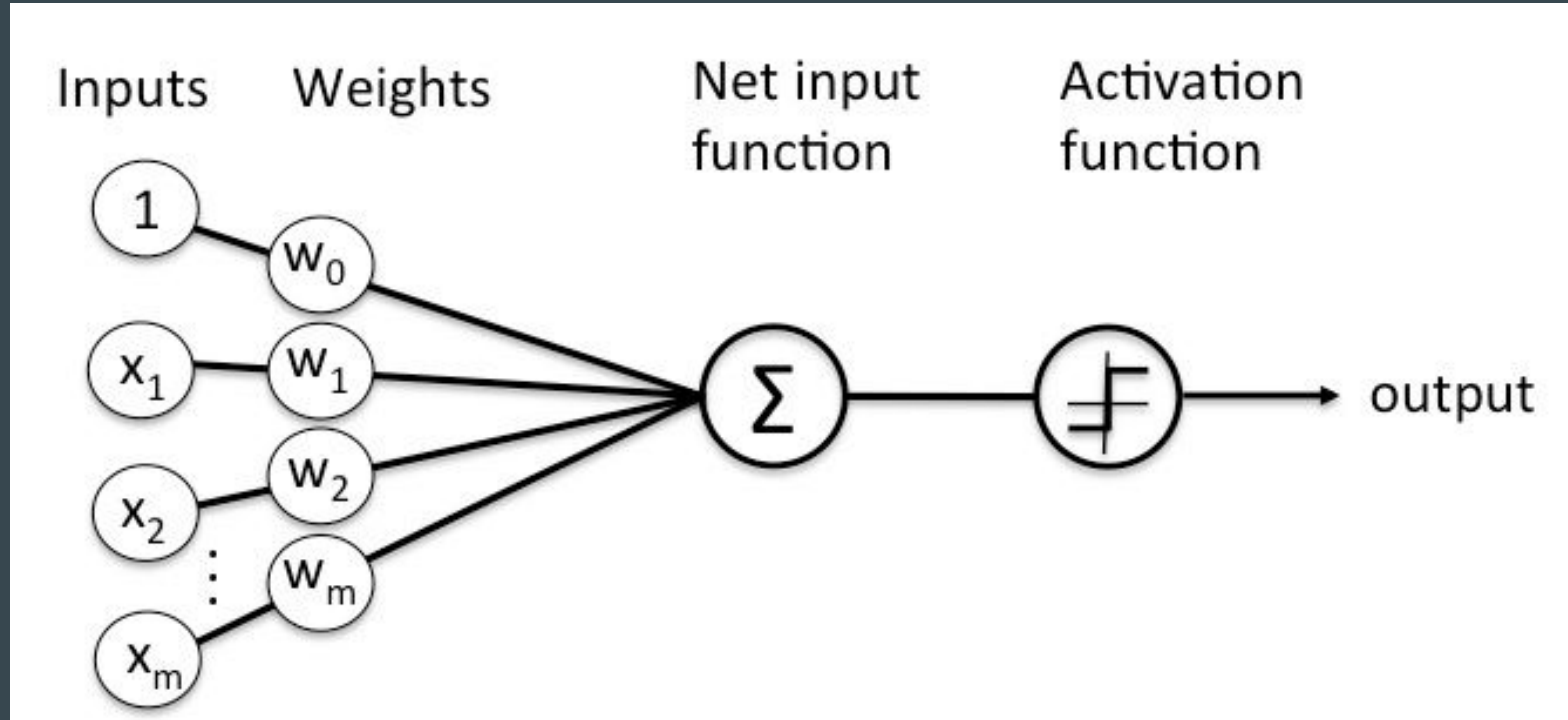 Inputs
Weights
Net input
function
Activation
function
1
w0
x1
w1
x2
w2
⋮
xm
wm
Σ
output